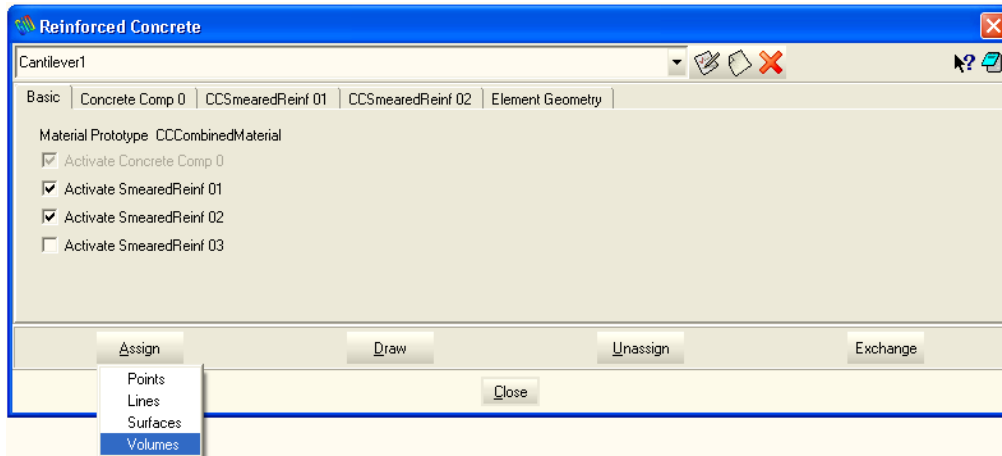 Reinforced Concrete
Cantilever1
Basic Concrete Comp 0 CCSmearedReinf 01 CCSmearedReinf 02 Element Geometry
Material Prototype CCCombinedMaterial
Activate Concrete Comp 0
Activate SmearedReinf 01
Activate SmearedReinf 02
Activate SmearedReinf 03
Assign Draw Unassign Exchange
Points
Lines
Surfaces
Volumes
Close